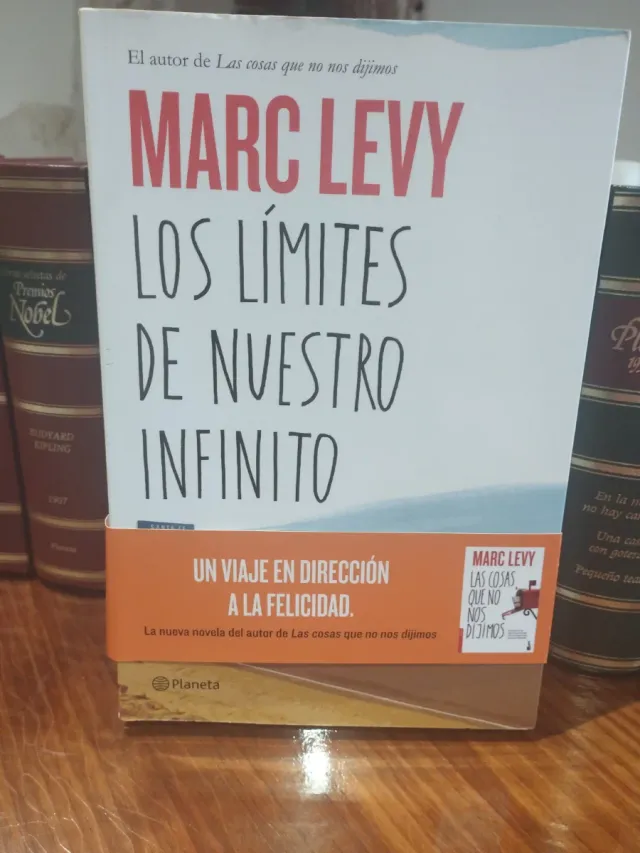 El autor de Las cosas que no nos dijimos
MARC LEVY
LOS LÍMITES
DE NUESTRO
INFINITO
UN VIAJE EN DIRECCIÓN
A LA FELICIDAD.
La nueva novela del autor de Las cosas que no nos dijimos
MARC LEVY
LAS COSAS
QUE NO
NOS
DIJIMOS
Planeta
Premios
Nobel
RUDYARD
KIPLING
1907
Planeta
En la
no hay
Una
con
Pequeño